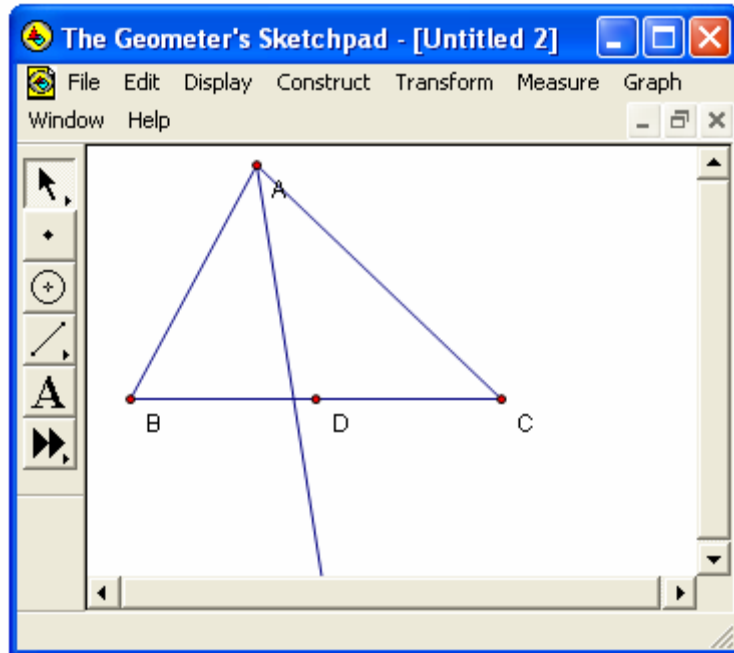 The Geometer's Sketchpad - [Untitled 2]
File Edit Display Construct Transform Measure Graph
Window Help
A
A
B D C